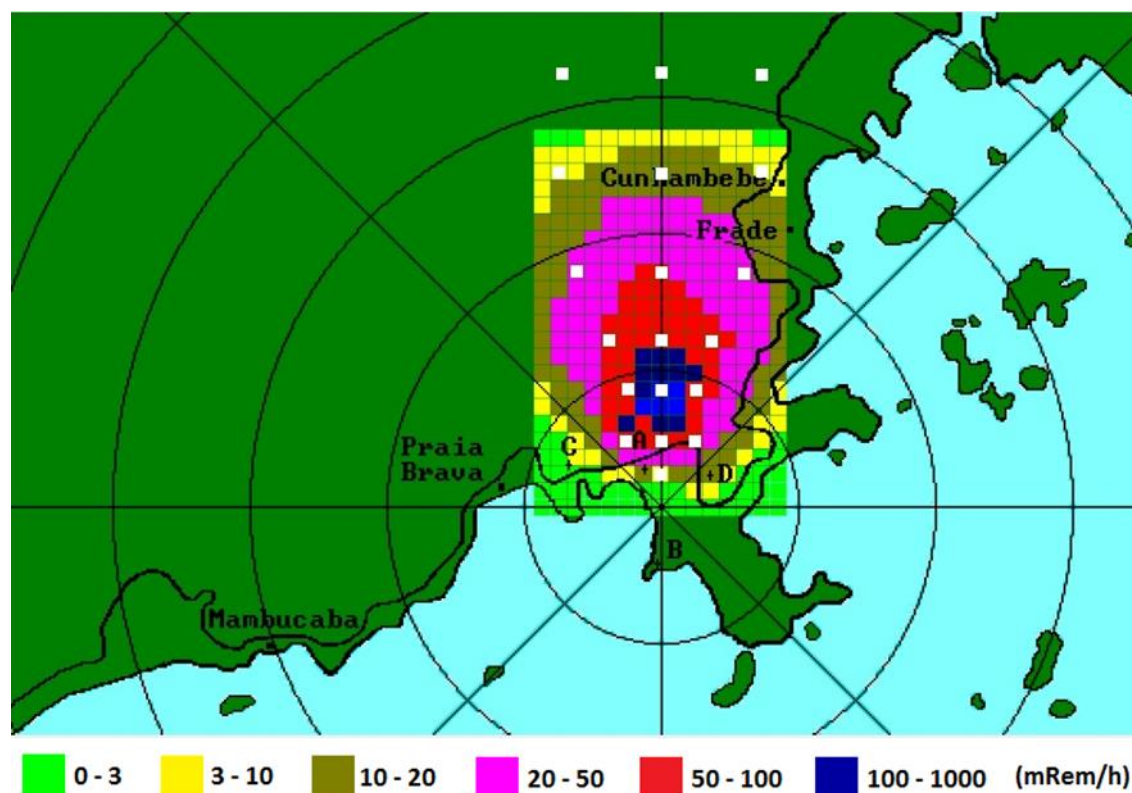 Cunhambebe
Frade
A
C
Praia
Brava
D
B
Mambucaba
0 - 3
3 - 10
10 - 20
20 - 50
50 - 100
100 - 1000
(mRem/h)